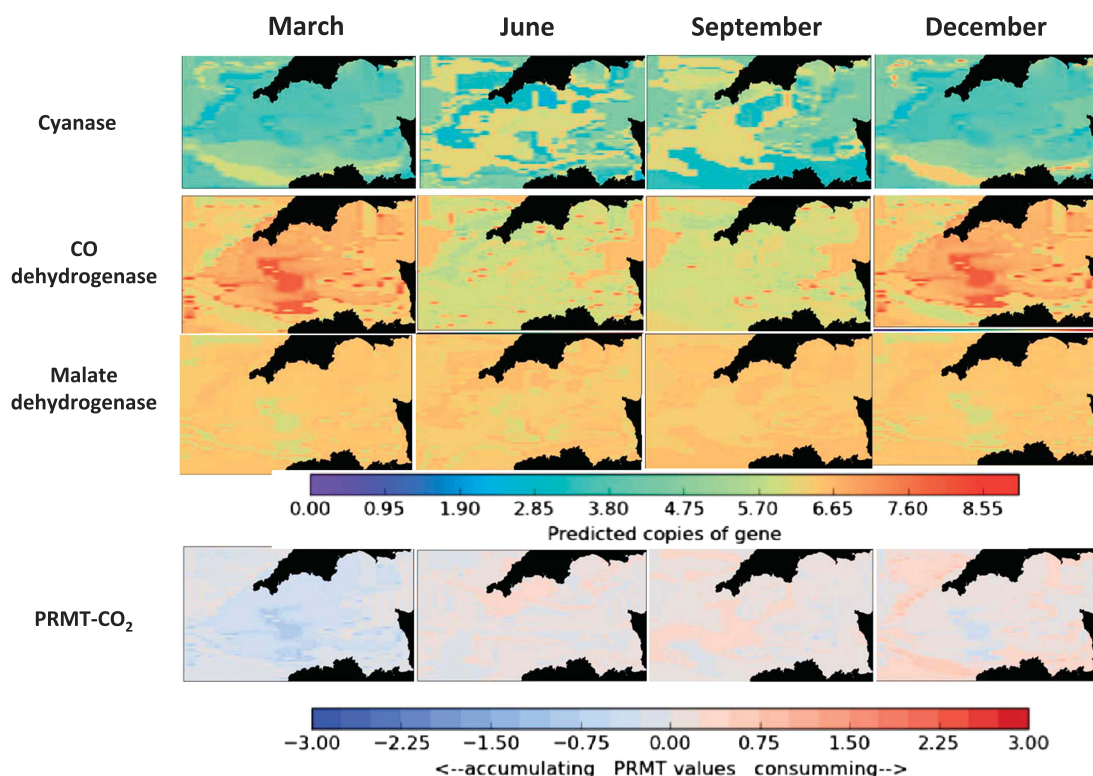 March June September December
Cyanase
CO
dehydrogenase
Malate
dehydrogenase
0.00 0.95 1.90 2.85 3.80 4.75 5.70 6.65 7.60 8.55
Predicted copies of gene
PRMT-CO₂
−3.00 −2.25 −1.50 −0.75 0.00 0.75 1.50 2.25 3.00
<--accumulating PRMT values consumming-->